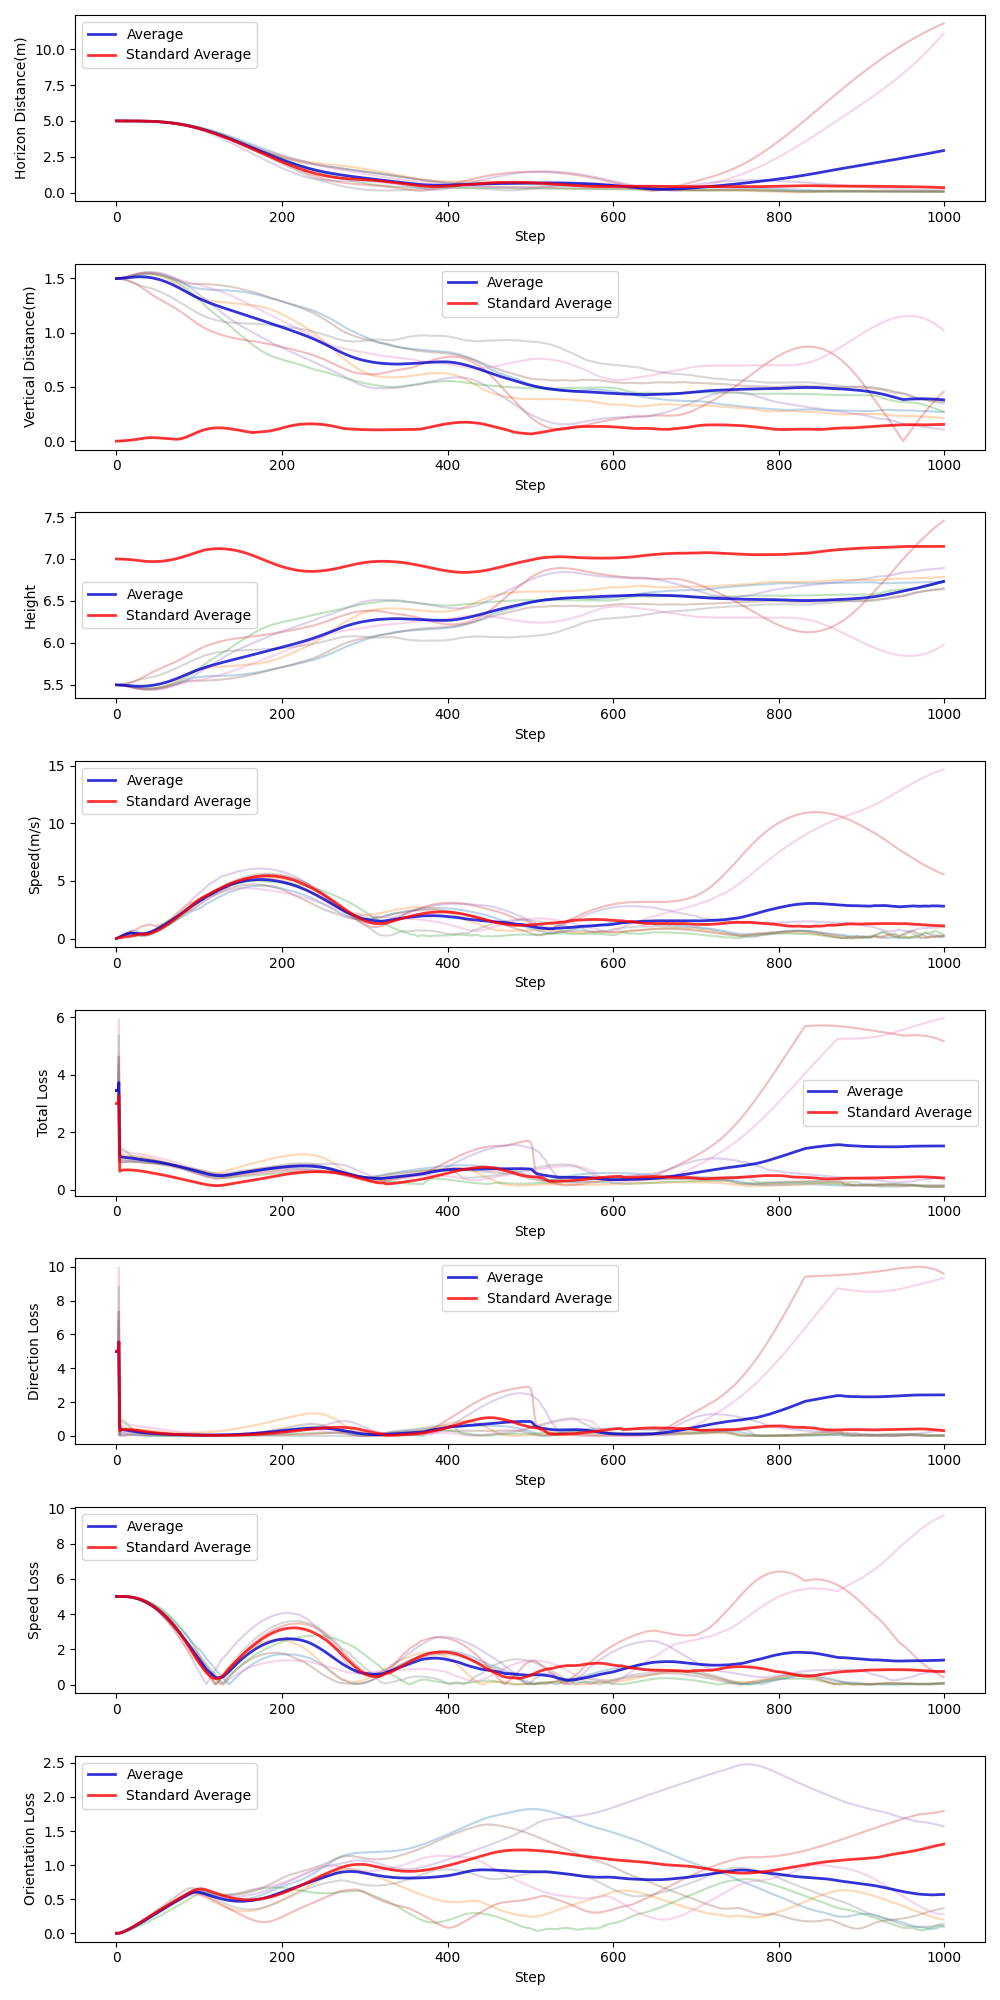 Horizon Distance(m)
10.0
7.5
5.0
2.5
0.0
Average
Standard Average
0 200 400 600 800 1000
Step
Vertical Distance(m)
1.5
1.0
0.5
0.0
Average
Standard Average
0 200 400 600 800 1000
Step
Height
7.5
7.0
6.5
6.0
5.5
Average
Standard Average
0 200 400 600 800 1000
Step
Speed(m/s)
15
10
5
0
Average
Standard Average
0 200 400 600 800 1000
Step
Total Loss
6
4
2
0
Average
Standard Average
0 200 400 600 800 1000
Step
Direction Loss
10
8
6
4
2
0
Average
Standard Average
0 200 400 600 800 1000
Step
Speed Loss
10
8
6
4
2
0
Average
Standard Average
0 200 400 600 800 1000
Step
Orientation Loss
2.5
2.0
1.5
1.0
0.5
0.0
Average
Standard Average
0 200 400 600 800 1000
Step